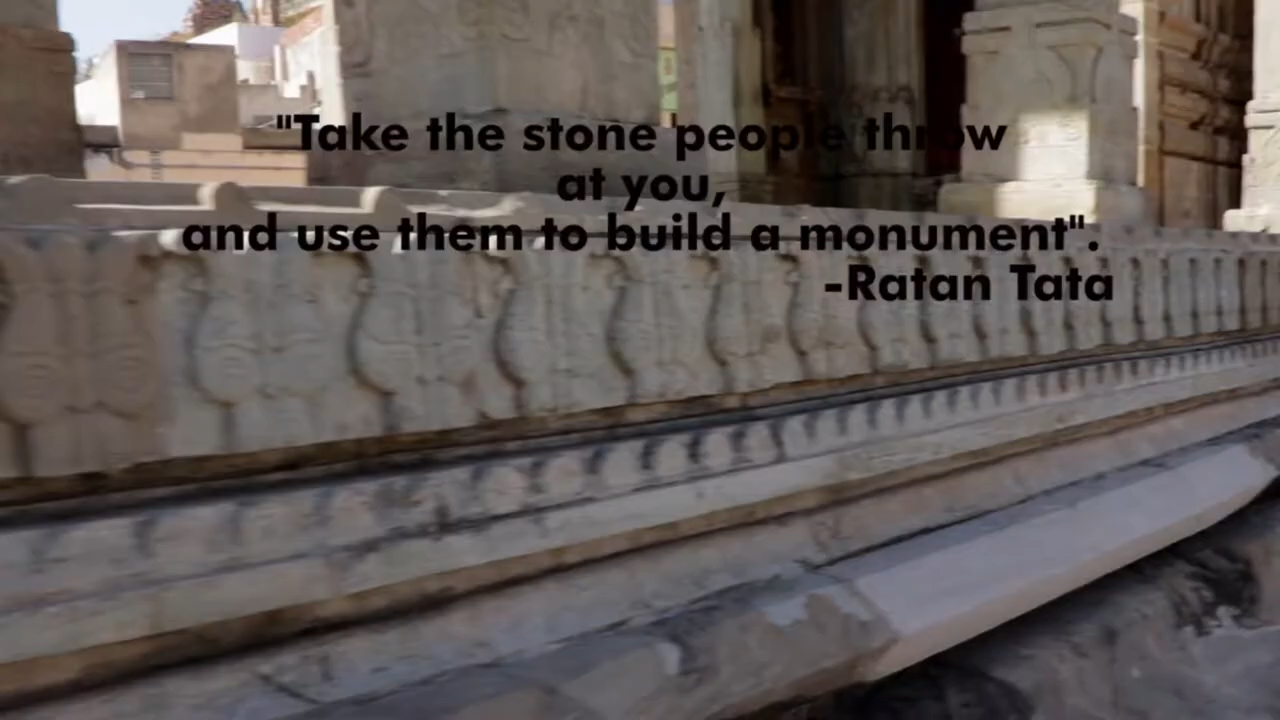 "Take the stone people throw
at you,
and use them to build a monument".
-Ratan Tata